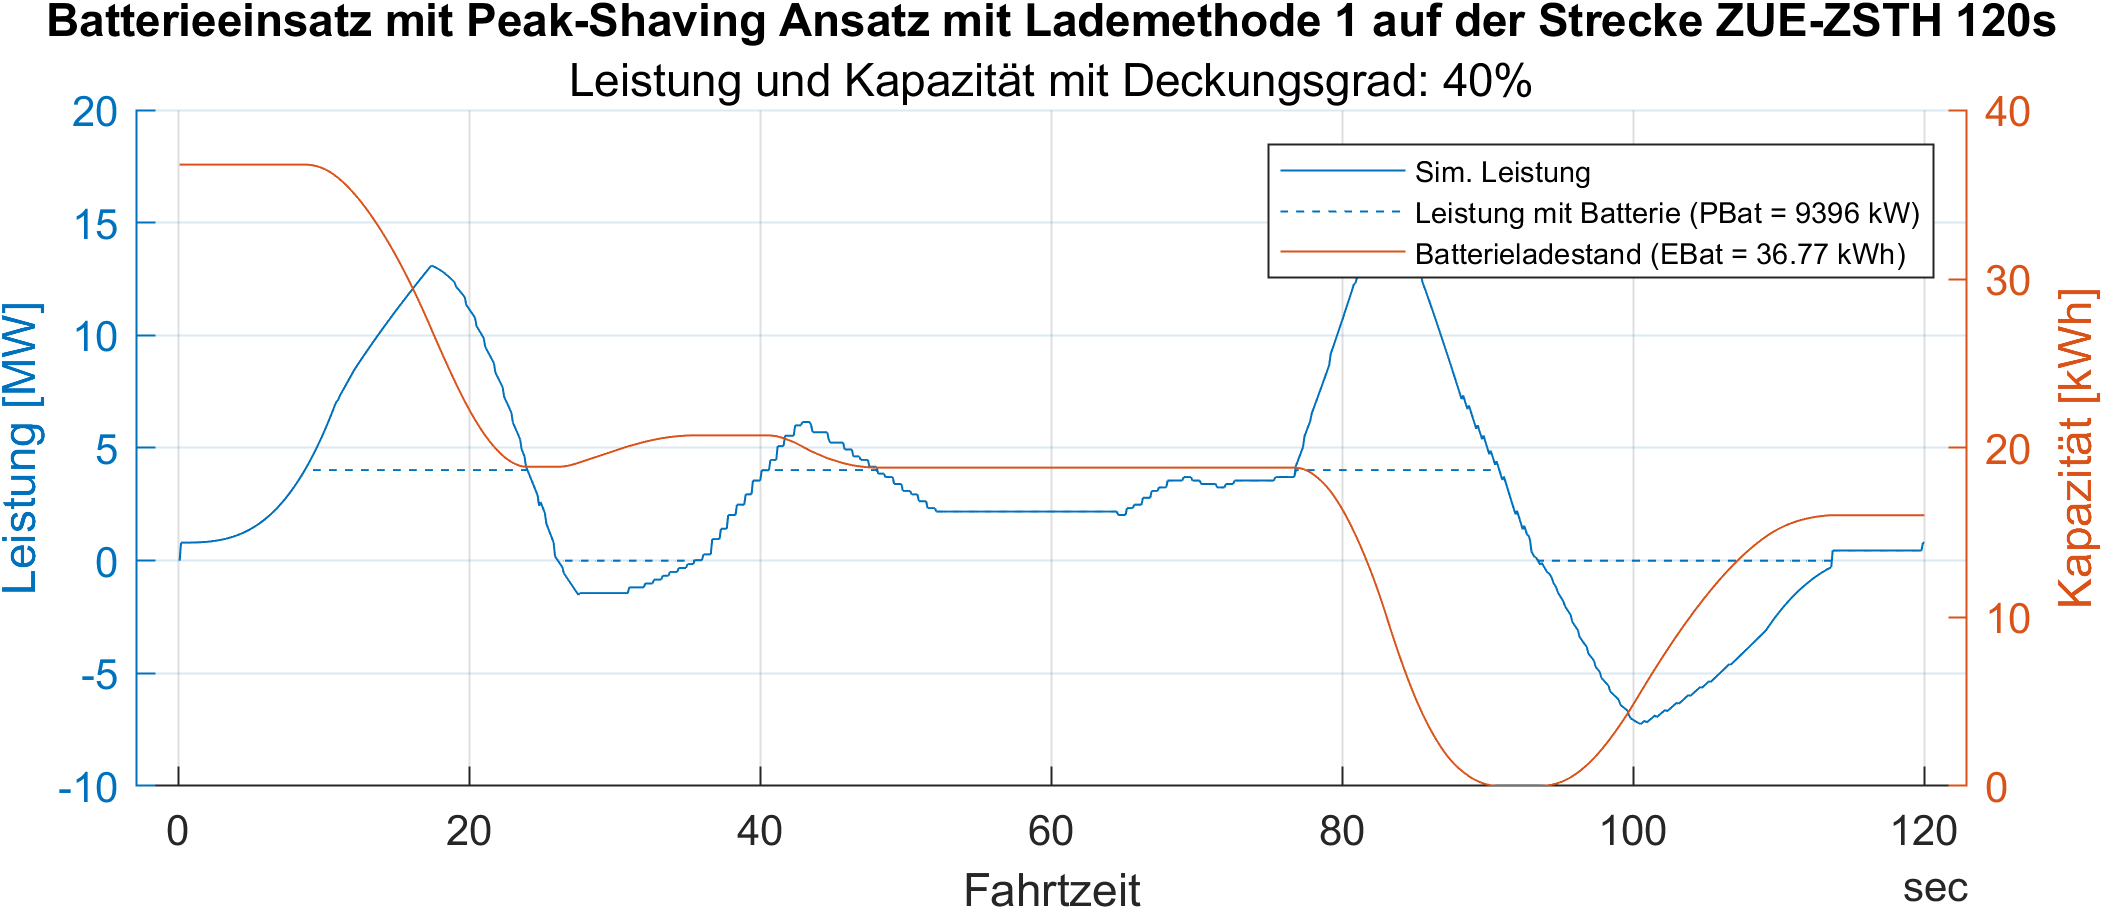 Batterieeinsatz mit Peak-Shaving Ansatz mit Lademethode 1 auf der Strecke ZUE-ZSTH 120s
Leistung und Kapazität mit Deckungsgrad: 40%
Leistung [MW]
20
15
10
5
0
-5
-10
Sim. Leistung
Leistung mit Batterie (PBat = 9396 kW)
Batterieladestand (EBat = 36.77 kWh)
40
30
20
10
0
Kapazität [kWh]
0 20 40 60 80 100 120
Fahrtzeit
sec